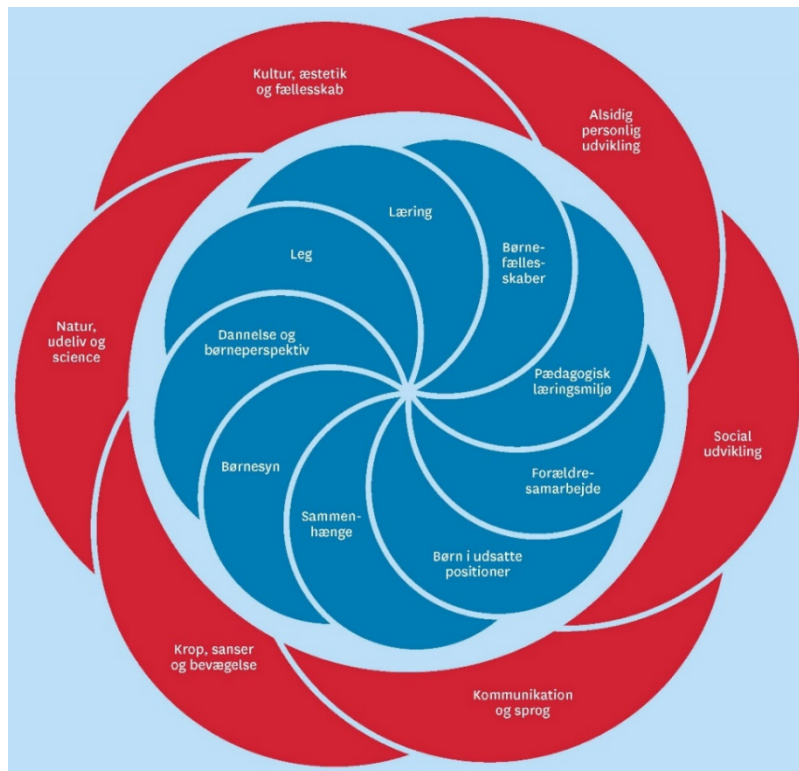 Kultur, æstetik
og fællesskab
Alsidig
personlig
udvikling
Social
udvikling
Kommunikation
og sprog
Krop, sanser
og bevægelse
Natur,
udeliv og
science
Læring
Børne-
fælles-
skaber
Pædagogisk
læringsmiljø
Forældre-
samarbejde
Børn i udsatte
positioner
Sammen-
hænge
Børnesyn
Dannelse og
børneperspektiv
Leg